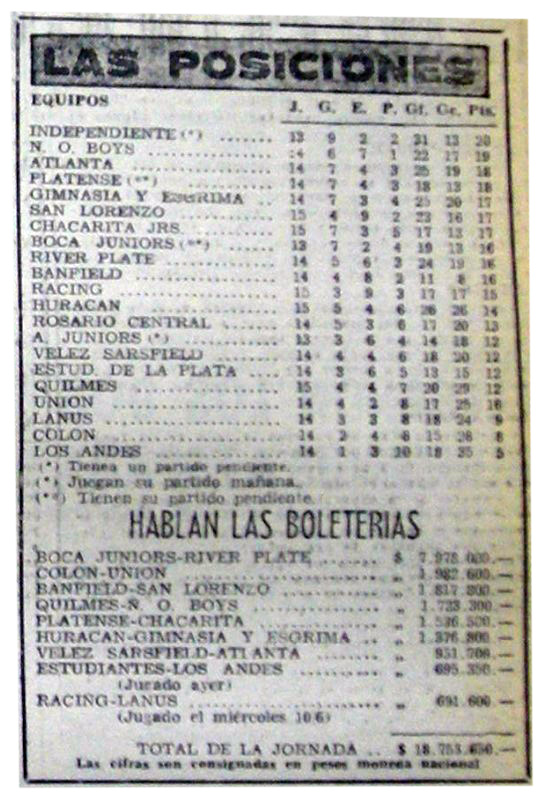 LAS POSICIONES
EQUIPOS J. G. E. P. Gf. Gc. Pts.
INDEPENDIENTE (*) ....... 13 9 2 2 31 13 20
N. O. BOYS ............. 14 6 7 1 22 17 19
ATLANTA ............... 14 7 4 3 25 19 18
PLATENSE (**) .......... 14 7 4 3 18 13 18
GIMNASIA Y ESGRIMA 14 7 3 4 25 20 17
SAN LORENZO .......... 15 4 9 2 23 16 17
CHACARITA JRS. ........ 15 7 3 5 17 13 17
BOCA JUNIORS (**) ...... 13 7 2 4 19 13 16
RIVER PLATE .......... 14 5 6 3 24 19 16
BANFIELD .............. 14 4 8 2 11 8 16
RACING ................ 15 3 9 3 17 17 15
HURACAN .............. 15 5 4 6 26 26 14
ROSARIO CENTRAL ..... 14 5 3 6 17 20 13
A. JUNIORS (*) .......... 13 3 6 4 14 18 12
VELEZ SARSFIELD ...... 14 4 4 6 18 20 12
ESTUD. DE LA PLATA ... 14 3 6 5 13 15 12
QUILMES ............... 15 4 4 7 20 29 12
UNION ................ 14 4 2 8 17 25 10
LANUS ................. 14 3 3 8 18 24 9
COLON ................. 14 2 4 8 15 28 8
LOS ANDES ............. 14 1 3 10 18 35 5
(*) Tienen un partido pendiente.
(*) Juegan su partido mañana.
(**) Tienen su partido pendiente.
HABLAN LAS BOLETERIAS
BOCA JUNIORS-RIVER PLATE ....... $ 7.978.000.—
COLON-UNION ................. „ 1.982.600.—
BANFIELD-SAN LORENZO ........... „ 1.817.800.—
QUILMES-N. O. BOYS .............. „ 1.723.300.—
PLATENSE-CHACARITA ............. „ 1.536.500.—
HURACAN-GIMNASIA Y ESGRIMA .. „ 1.376.800.—
VELEZ SARSFIELD-ATLANTA ........ „ 951.700.—
ESTUDIANTES-LOS ANDES .......... „ 695.350.—
(Jugado ayer)
RACING-LANUS .................... „ 691.600.—
(Jugado el miércoles 10/6)
TOTAL DE LA JORNADA .. $ 18.753.650.—
Las cifras son consignadas en pesos moneda nacional